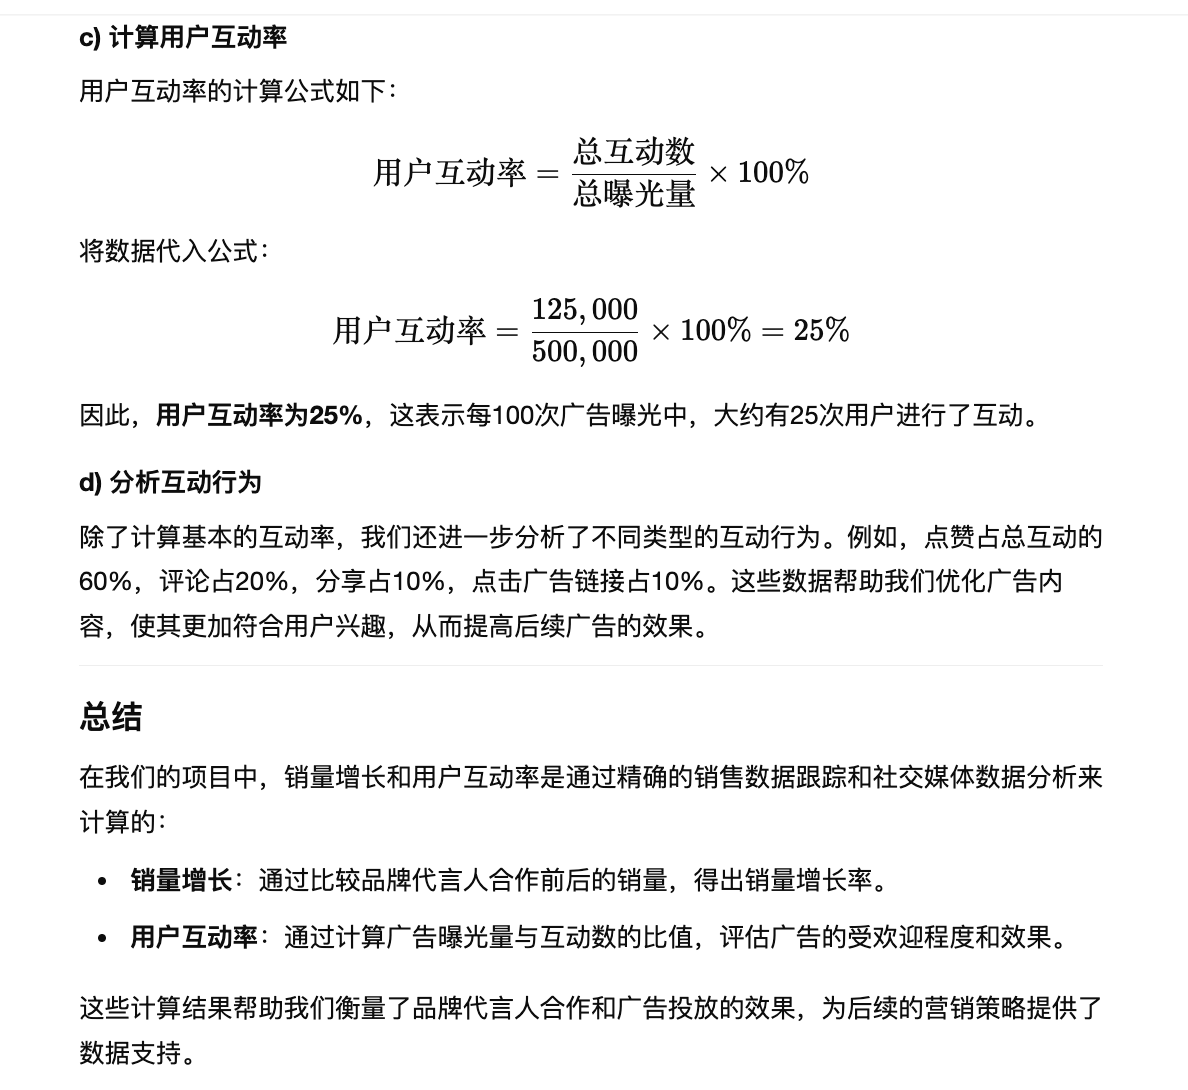 c) 计算用户互动率
用户互动率的计算公式如下：
用户互动率 = 总互动数 / 总曝光量 × 100%
将数据代入公式：
用户互动率 = 125,000 / 500,000 × 100% = 25%
因此，用户互动率为25%，这表示每100次广告曝光中，大约有25次用户进行了互动。
d) 分析互动行为
除了计算基本的互动率，我们还进一步分析了不同类型的互动行为。例如，点赞占总互动的
60%，评论占20%，分享占10%，点击广告链接占10%。这些数据帮助我们优化广告内
容，使其更加符合用户兴趣，从而提高后续广告的效果。
总结
在我们的项目中，销量增长和用户互动率是通过精确的销售数据跟踪和社交媒体数据分析来
计算的：
• 销量增长：通过比较品牌代言人合作前后的销量，得出销量增长率。
• 用户互动率：通过计算广告曝光量与互动数的比值，评估广告的受欢迎程度和效果。
这些计算结果帮助我们衡量了品牌代言人合作和广告投放的效果，为后续的营销策略提供了
数据支持。